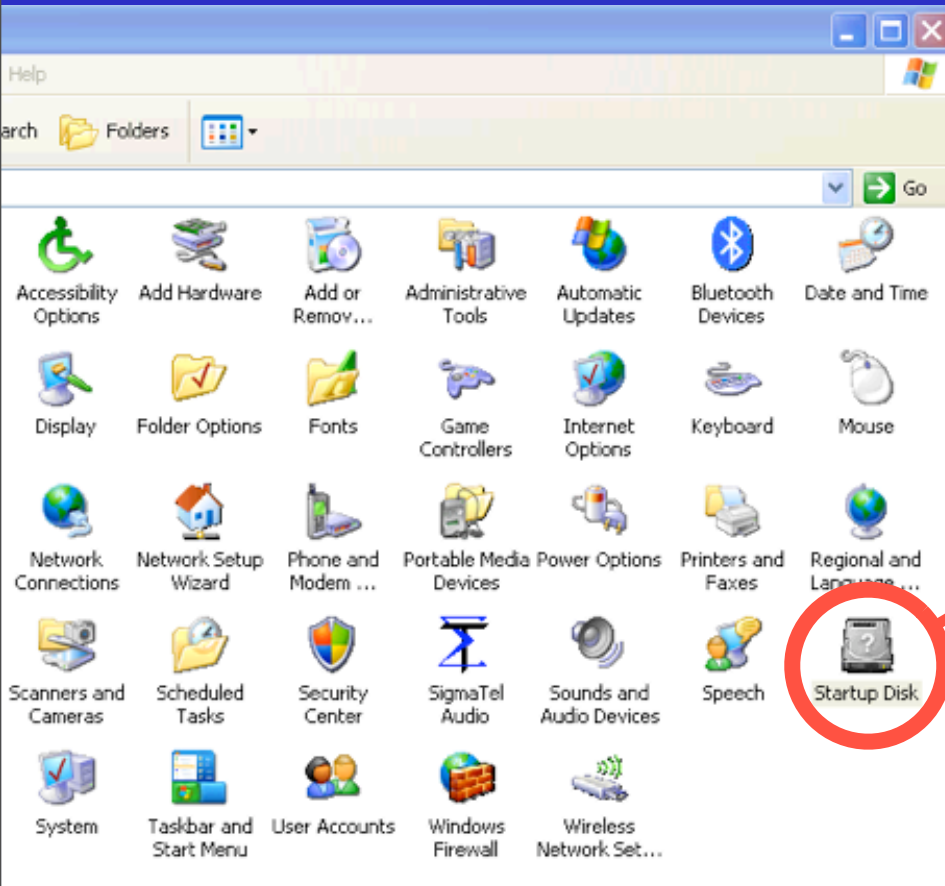 Help
arch Folders
Go
Accessibility Options
Add Hardware
Add or Remov...
Administrative Tools
Automatic Updates
Bluetooth Devices
Date and Time
Display
Folder Options
Fonts
Game Controllers
Internet Options
Keyboard
Mouse
Network Connections
Network Setup Wizard
Phone and Modem ...
Portable Media Devices
Power Options
Printers and Faxes
Regional and Language ...
Scanners and Cameras
Scheduled Tasks
Security Center
SigmaTel Audio
Sounds and Audio Devices
Speech
Startup Disk
System
Taskbar and Start Menu
User Accounts
Windows Firewall
Wireless Network Set...